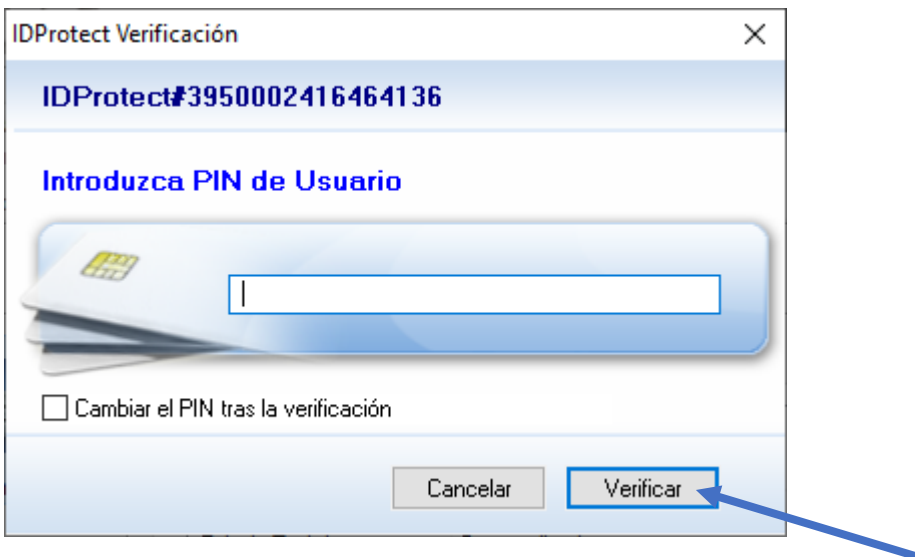 IDProtect Verificación
IDProtect#3950002416464136
Introduzca PIN de Usuario
Cambiar el PIN tras la verificación
Cancelar
Verificar